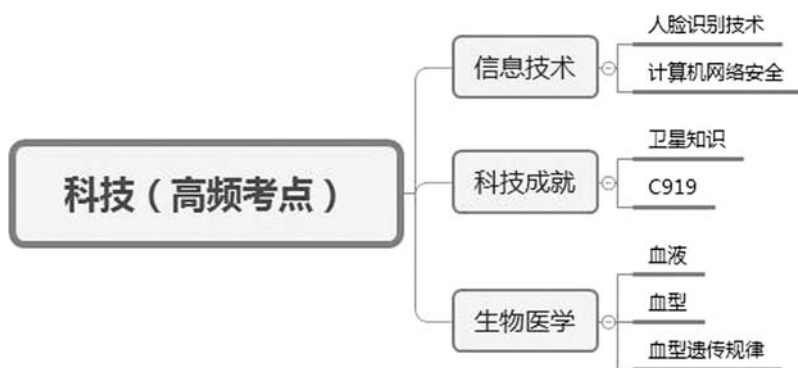 科技（高频考点）
信息技术
人脸识别技术
计算机网络安全
科技成就
卫星知识
C919
生物医学
血液
血型
血型遗传规律